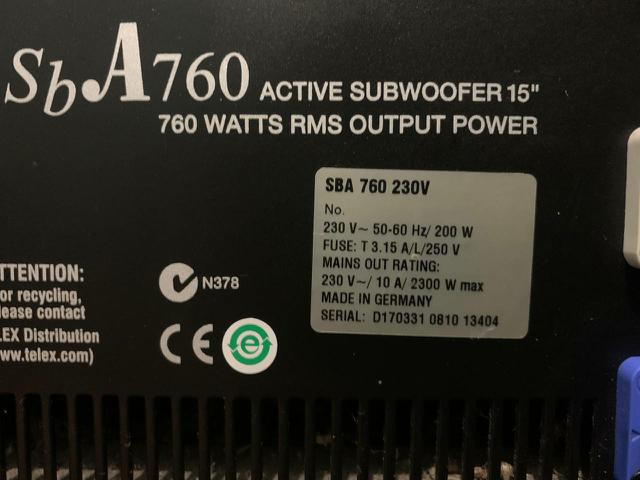 SbA760 ACTIVE SUBWOOFER 15"
760 WATTS RMS OUTPUT POWER
SBA 760 230V
No.
230 V~ 50-60 Hz/ 200 W
FUSE: T 3.15 A/L/250 V
MAINS OUT RATING:
230 V~/ 10 A/ 2300 W max
MADE IN GERMANY
SERIAL: D170331 0810 13404
TTENTION:
or recycling,
lease contact
LEX Distribution
ww.telex.com)
N378
CE
e